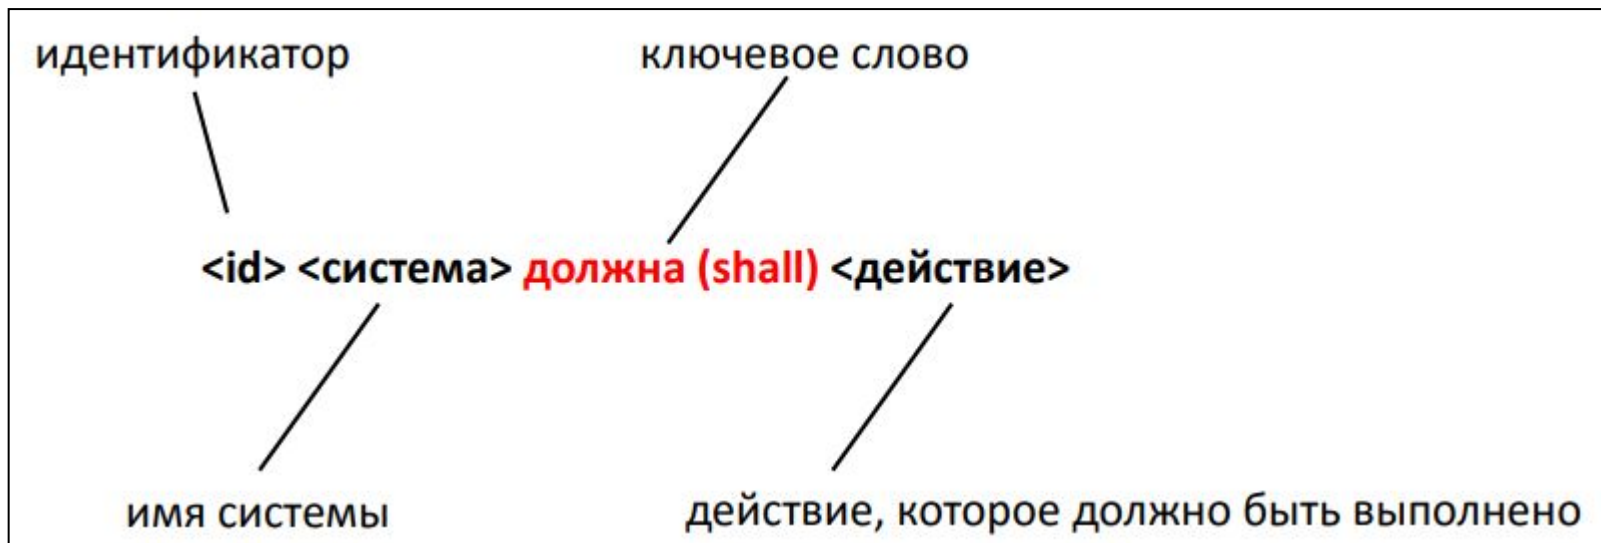 идентификатор ключевое слово
<id> <система> должна (shall) <действие>
имя системы действие, которое должно быть выполнено